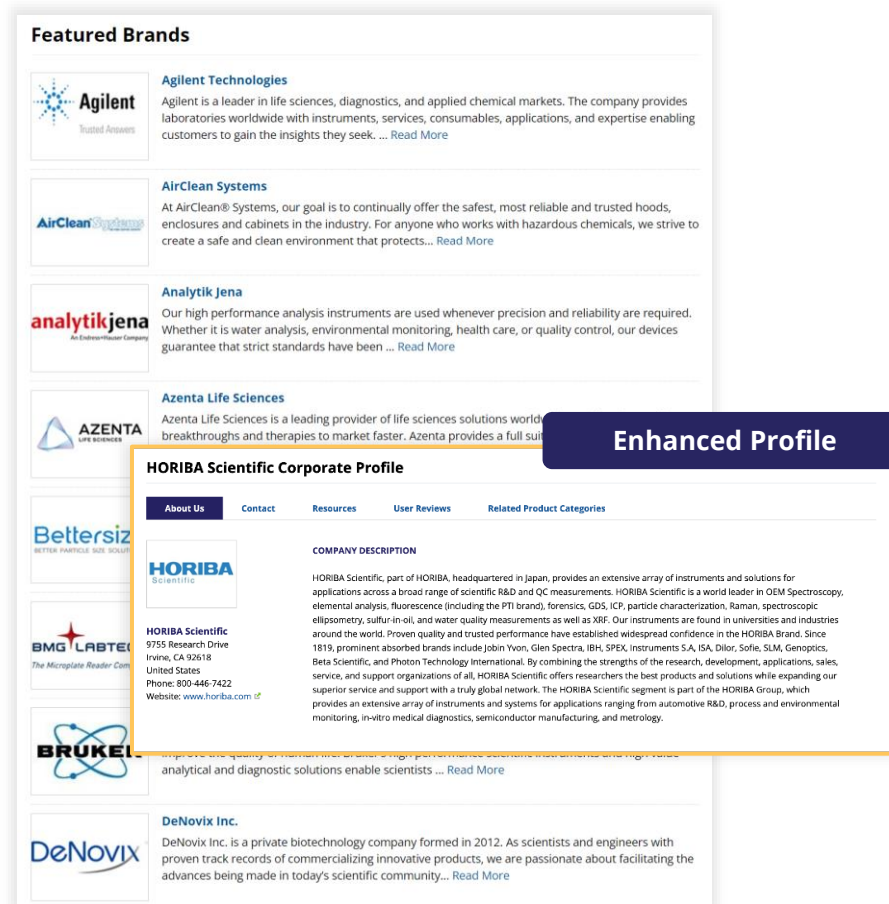 Featured Brands
Agilent
Trusted Answers
Agilent Technologies
Agilent is a leader in life sciences, diagnostics, and applied chemical markets. The company provides
laboratories worldwide with instruments, services, consumables, applications, and expertise enabling
customers to gain the insights they seek. ... Read More
AirClean Systems
AirClean Systems
At AirClean® Systems, our goal is to continually offer the safest, most reliable and trusted hoods,
enclosures and cabinets in the industry. For anyone who works with hazardous chemicals, we strive to
create a safe and clean environment that protects... Read More
analytikjena
An Endress+Hauser Company
Analytik Jena
Our high performance analysis instruments are used whenever precision and reliability are required.
Whether it is water analysis, environmental monitoring, health care, or quality control, our devices
guarantee that strict standards have been ... Read More
AZENTA
LIFE SCIENCES
Azenta Life Sciences
Azenta Life Sciences is a leading provider of life sciences solutions
breakthroughs and therapies to market faster. Azenta provides a full
Enhanced Profile
HORIBA Scientific Corporate Profile
About Us
Contact
Resources
User Reviews
Related Product Categories
HORIBA
Scientific
HORIBA Scientific
9755 Research Drive
Irvine, CA 92618
United States
Phone: 800-446-7422
Website: www.horiba.com
COMPANY DESCRIPTION
HORIBA Scientific, part of HORIBA, headquartered in Japan, provides an extensive array of instruments and solutions for
applications across a broad range of scientific R&D and QC measurements. HORIBA Scientific is a world leader in OEM Spectroscopy,
elemental analysis, fluorescence (including the PTI brand), forensics, GDS, ICP, particle characterization, Raman, spectroscopic
ellipsometry, sulfur-in-oil, and water quality measurements as well as XRF. Our instruments are found in universities and industries
around the world. Proven quality and trusted performance have established widespread confidence in the HORIBA Brand. Since
1819, prominent absorbed brands include Jobin Yvon, Glen Spectra, IBH, SPEX, Instruments S.A, ISA, Dilor, Sofie, SLM, Genoptics,
Beta Scientific, and Photon Technology International. By combining the strengths of the research, development, applications, sales,
service, and support organizations of all, HORIBA Scientific offers researchers the best products and solutions while expanding our
superior service and support with a truly global network. The HORIBA Scientific segment is part of the HORIBA Group, which
provides an extensive array of instruments and systems for applications ranging from automotive R&D, process and environmental
monitoring, in-vitro medical diagnostics, semiconductor manufacturing, and metrology.
Bettersiz
BETTER PARTICLE SIZE
BMG LABTE
The Microplate Reader
BRUKE
analytical and diagnostic solutions enable scientists ... Read More
DeNovix
DeNovix Inc.
DeNovix Inc. is a private biotechnology company formed in 2012. As scientists and engineers with
proven track records of commercializing innovative products, we are passionate about facilitating the
advances being made in today's scientific community... Read More